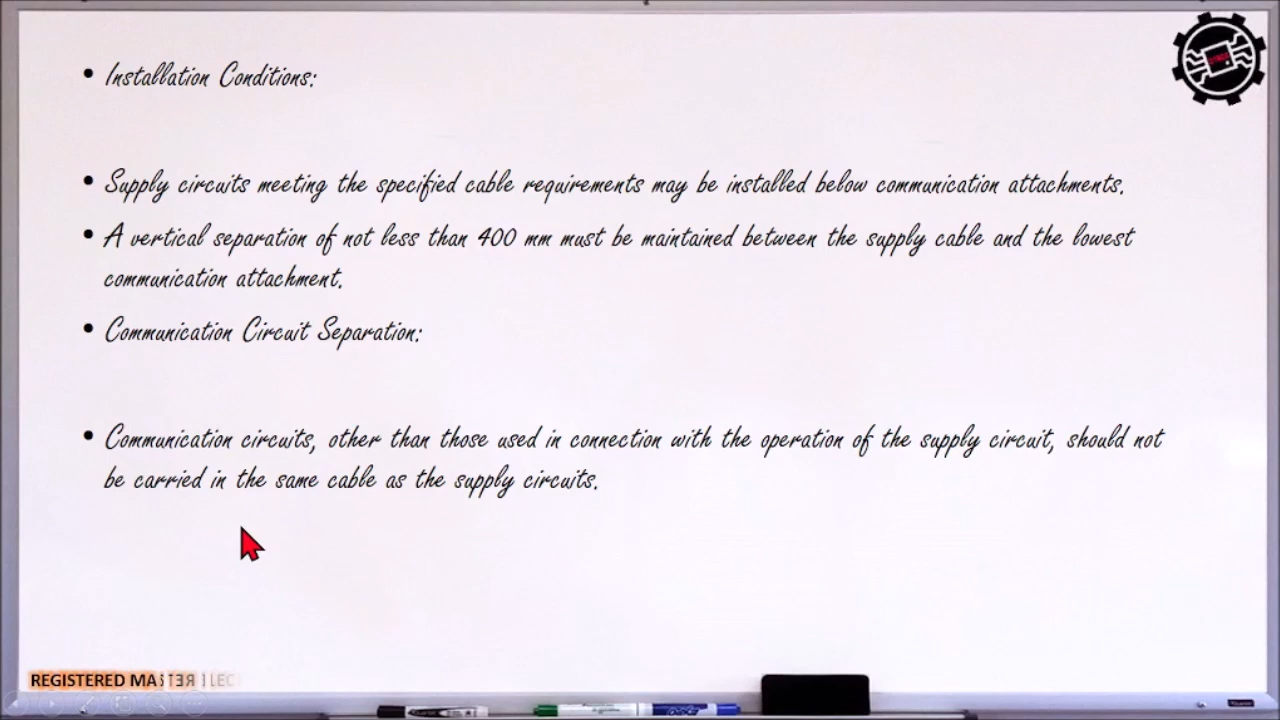 • Installation Conditions:
• Supply circuits meeting the specified cable requirements may be installed below communication attachments.
• A vertical separation of not less than 400 mm must be maintained between the supply cable and the lowest
communication attachment.
• Communication Circuit Separation:
• Communication circuits, other than those used in connection with the operation of the supply circuit, should not
be carried in the same cable as the supply circuits.
REGISTERED